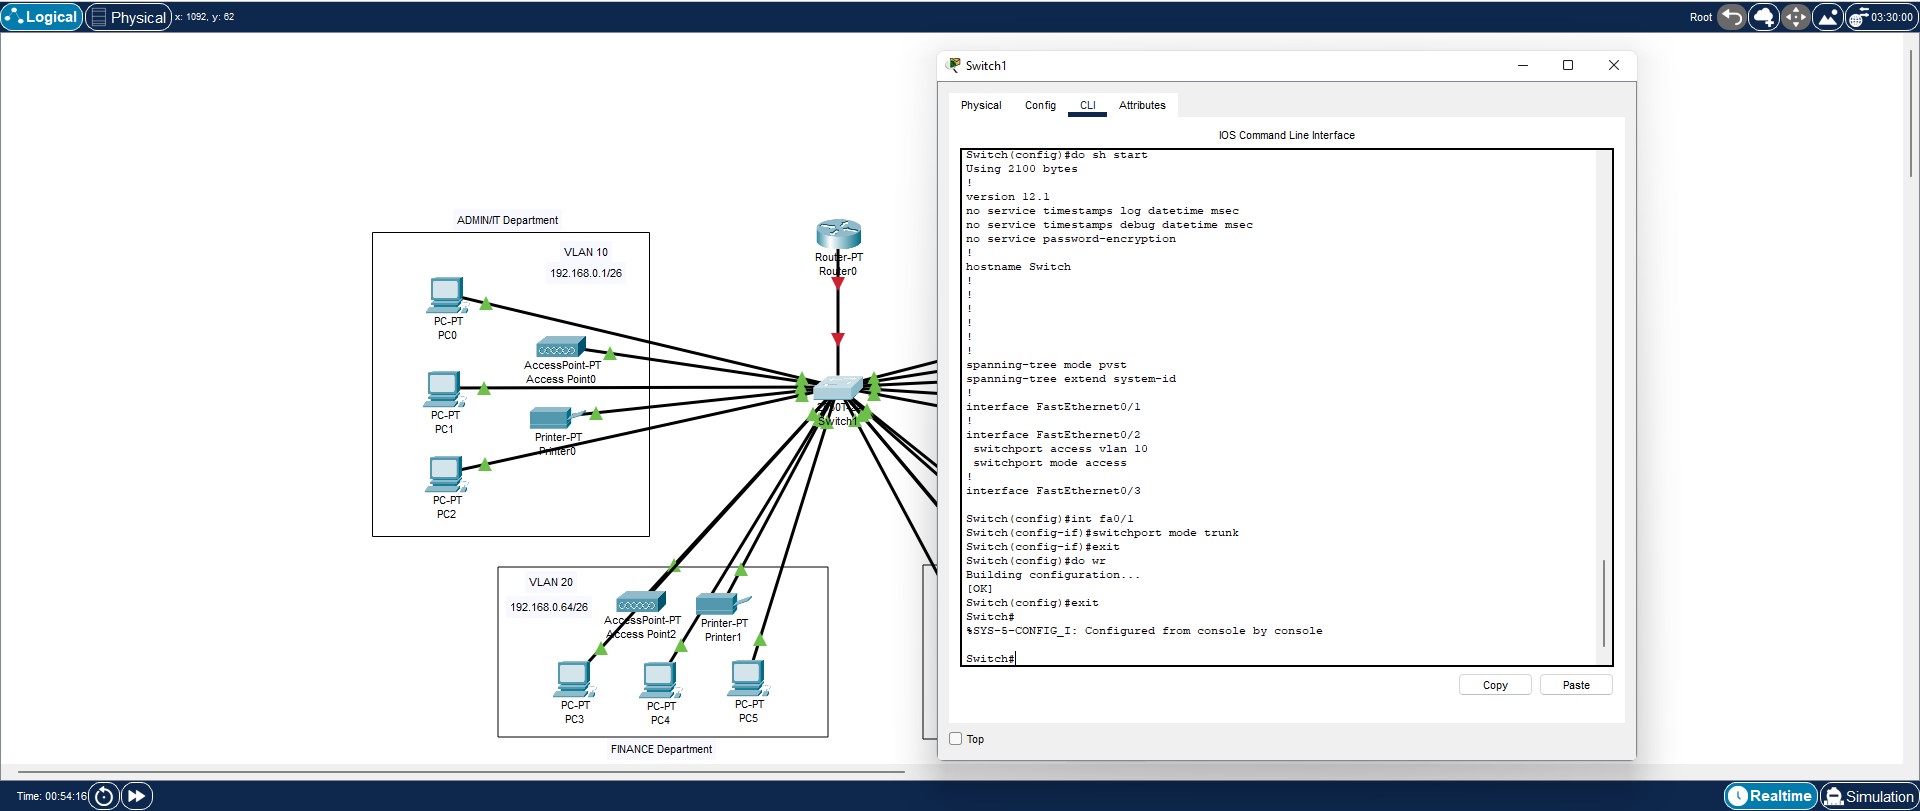 Logical
Physical
x: 1092, y: 62
Root
03:30:00
ADMIN/IT Department
VLAN 10
192.168.0.1/26
PC-PT
PC0
AccessPoint-PT
Access Point0
PC-PT
PC1
Printer-PT
Printer0
PC-PT
PC2
Router-PT
Router0
Switch1
VLAN 20
192.168.0.64/26
AccessPoint-PT
Access Point2
Printer-PT
Printer1
PC-PT
PC3
PC-PT
PC4
PC-PT
PC5
FINANCE Department
Switch1
Physical
Config
CLI
Attributes
IOS Command Line Interface
Switch(config)#do sh start
Using 2100 bytes
!
version 12.1
no service timestamps log datetime msec
no service timestamps debug datetime msec
no service password-encryption
!
hostname Switch
!
!
!
!
!
!
spanning-tree mode pvst
spanning-tree extend system-id
!
interface FastEthernet0/1
!
interface FastEthernet0/2
switchport access vlan 10
switchport mode access
!
interface FastEthernet0/3
Switch(config)#int fa0/1
Switch(config-if)#switchport mode trunk
Switch(config-if)#exit
Switch(config)#do wr
Building configuration...
[OK]
Switch(config)#exit
Switch#
%SYS-5-CONFIG_I: Configured from console by console
Switch#
Copy
Paste
Top
Time: 00:54:16
Realtime
Simulation